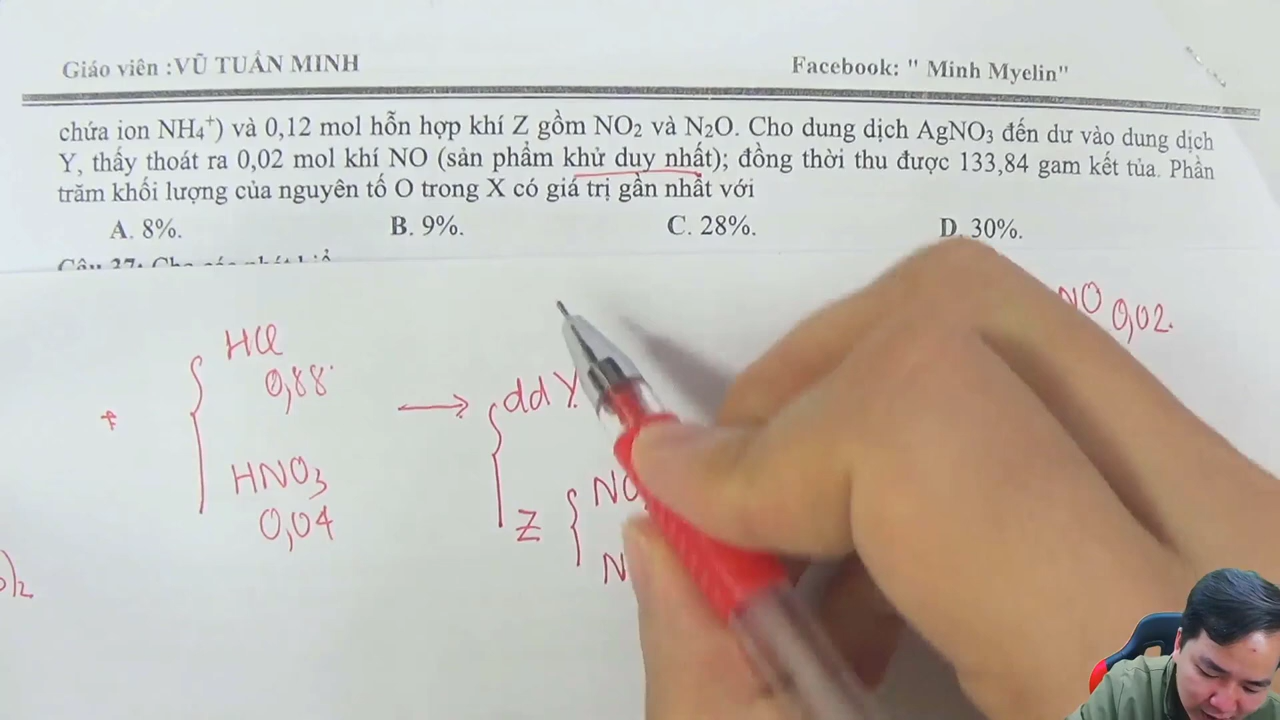 Giáo viên :VŨ TUẤN MINH
Facebook: " Minh Myelin"
chứa ion NH₄⁺) và 0,12 mol hỗn hợp khí Z gồm NO₂ và N₂O. Cho dung dịch AgNO₃ đến dư vào dung dịch
Y, thấy thoát ra 0,02 mol khí NO (sản phẩm khử duy nhất); đồng thời thu được 133,84 gam kết tủa. Phần
trăm khối lượng của nguyên tố O trong X có giá trị gần nhất với
A. 8%.
B. 9%.
C. 28%.
D. 30%.
NO 0,02.
HCl
0,88
+
→ ddY
HNO₃
0,04
Z
)₂